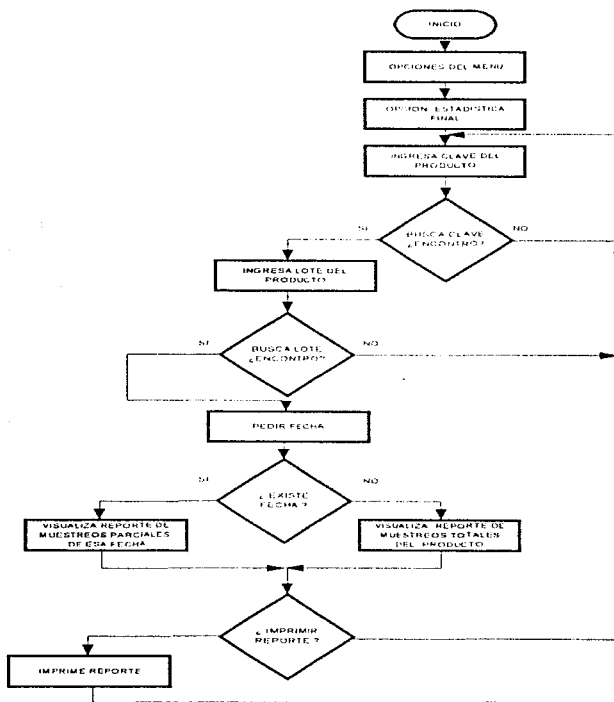 INICIO
OPCIONES DEL MENU
OPCION ESTADISTICA
FINAL
INGRESA CLAVE DEL
PRODUCTO
SI
BUSCA CLAVE
¿ENCONTRO?
NO
INGRESA LOTE DEL
PRODUCTO
SI
BUSCA LOTE
¿ENCONTRO?
NO
PEDIR FECHA
SI
¿EXISTE
FECHA?
NO
VISUALIZA REPORTE DE
MUESTREOS PARCIALES
DE ESA FECHA
VISUALIZA REPORTE DE
MUESTREOS TOTALES
DEL PRODUCTO
¿IMPRIMIR
REPORTE?
IMPRIME REPORTE